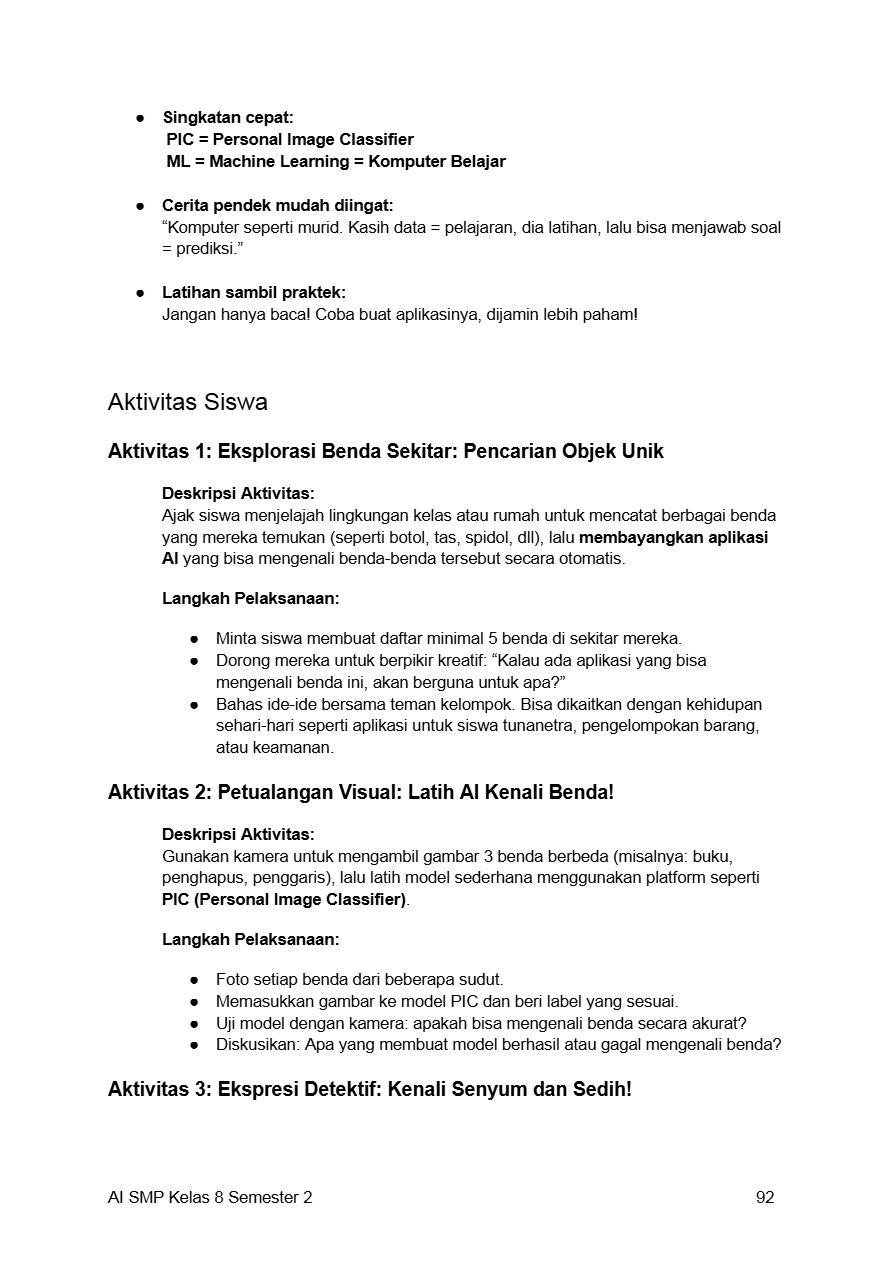 ● Singkatan cepat:
PIC = Personal Image Classifier
ML = Machine Learning = Komputer Belajar
● Cerita pendek mudah diingat:
“Komputer seperti murid. Kasih data = pelajaran, dia latihan, lalu bisa menjawab soal
= prediksi.”
● Latihan sambil praktek:
Jangan hanya baca! Coba buat aplikasinya, dijamin lebih paham!
Aktivitas Siswa
Aktivitas 1: Eksplorasi Benda Sekitar: Pencarian Objek Unik
Deskripsi Aktivitas:
Ajak siswa menjelajah lingkungan kelas atau rumah untuk mencatat berbagai benda
yang mereka temukan (seperti botol, tas, spidol, dll), lalu membayangkan aplikasi
AI yang bisa mengenali benda-benda tersebut secara otomatis.
Langkah Pelaksanaan:
● Minta siswa membuat daftar minimal 5 benda di sekitar mereka.
● Dorong mereka untuk berpikir kreatif: “Kalau ada aplikasi yang bisa
mengenali benda ini, akan berguna untuk apa?”
● Bahas ide-ide bersama teman kelompok. Bisa dikaitkan dengan kehidupan
sehari-hari seperti aplikasi untuk siswa tunanetra, pengelompokan barang,
atau keamanan.
Aktivitas 2: Petualangan Visual: Latih AI Kenali Benda!
Deskripsi Aktivitas:
Gunakan kamera untuk mengambil gambar 3 benda berbeda (misalnya: buku,
penghapus, penggaris), lalu latih model sederhana menggunakan platform seperti
PIC (Personal Image Classifier).
Langkah Pelaksanaan:
● Foto setiap benda dari beberapa sudut.
● Memasukkan gambar ke model PIC dan beri label yang sesuai.
● Uji model dengan kamera: apakah bisa mengenali benda secara akurat?
● Diskusikan: Apa yang membuat model berhasil atau gagal mengenali benda?
Aktivitas 3: Ekspresi Detektif: Kenali Senyum dan Sedih!
AI SMP Kelas 8 Semester 2 92